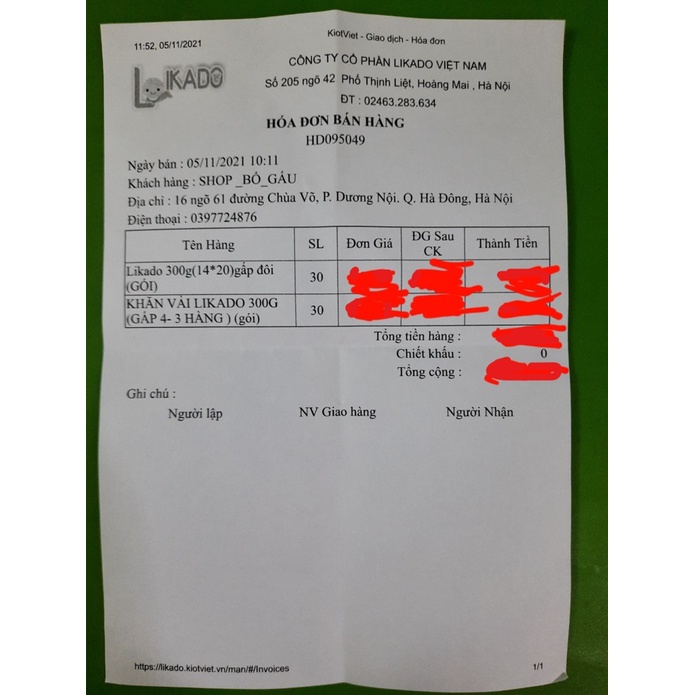 KiotViet - Giao dịch - Hóa đơn
11:52, 05/11/2021
LIKADO
CÔNG TY CỔ PHẦN LIKADO VIỆT NAM
Số 205 ngõ 42 Phố Thịnh Liệt, Hoàng Mai , Hà Nội
ĐT : 02463.283.634
HÓA ĐƠN BÁN HÀNG
HD095049
Ngày bán : 05/11/2021 10:11
Khách hàng : SHOP _BỐ_GẤU
Địa chỉ : 16 ngõ 61 đường Chùa Võ, P. Dương Nội. Q. Hà Đông, Hà Nội
Điện thoại : 0397724876
Tên Hàng SL Đơn Giá ĐG Sau CK Thành Tiền
Likado 300g(14*20)gấp đôi 30
(GÓI)
KHĂN VẢI LIKADO 300G 30
(GẤP 4- 3 HÀNG ) (gói)
Tổng tiền hàng :
Chiết khấu : 0
Tổng cộng :
Ghi chú :
Người lập NV Giao hàng Người Nhận
https://likado.kiotviet.vn/man/#/Invoices 1/1